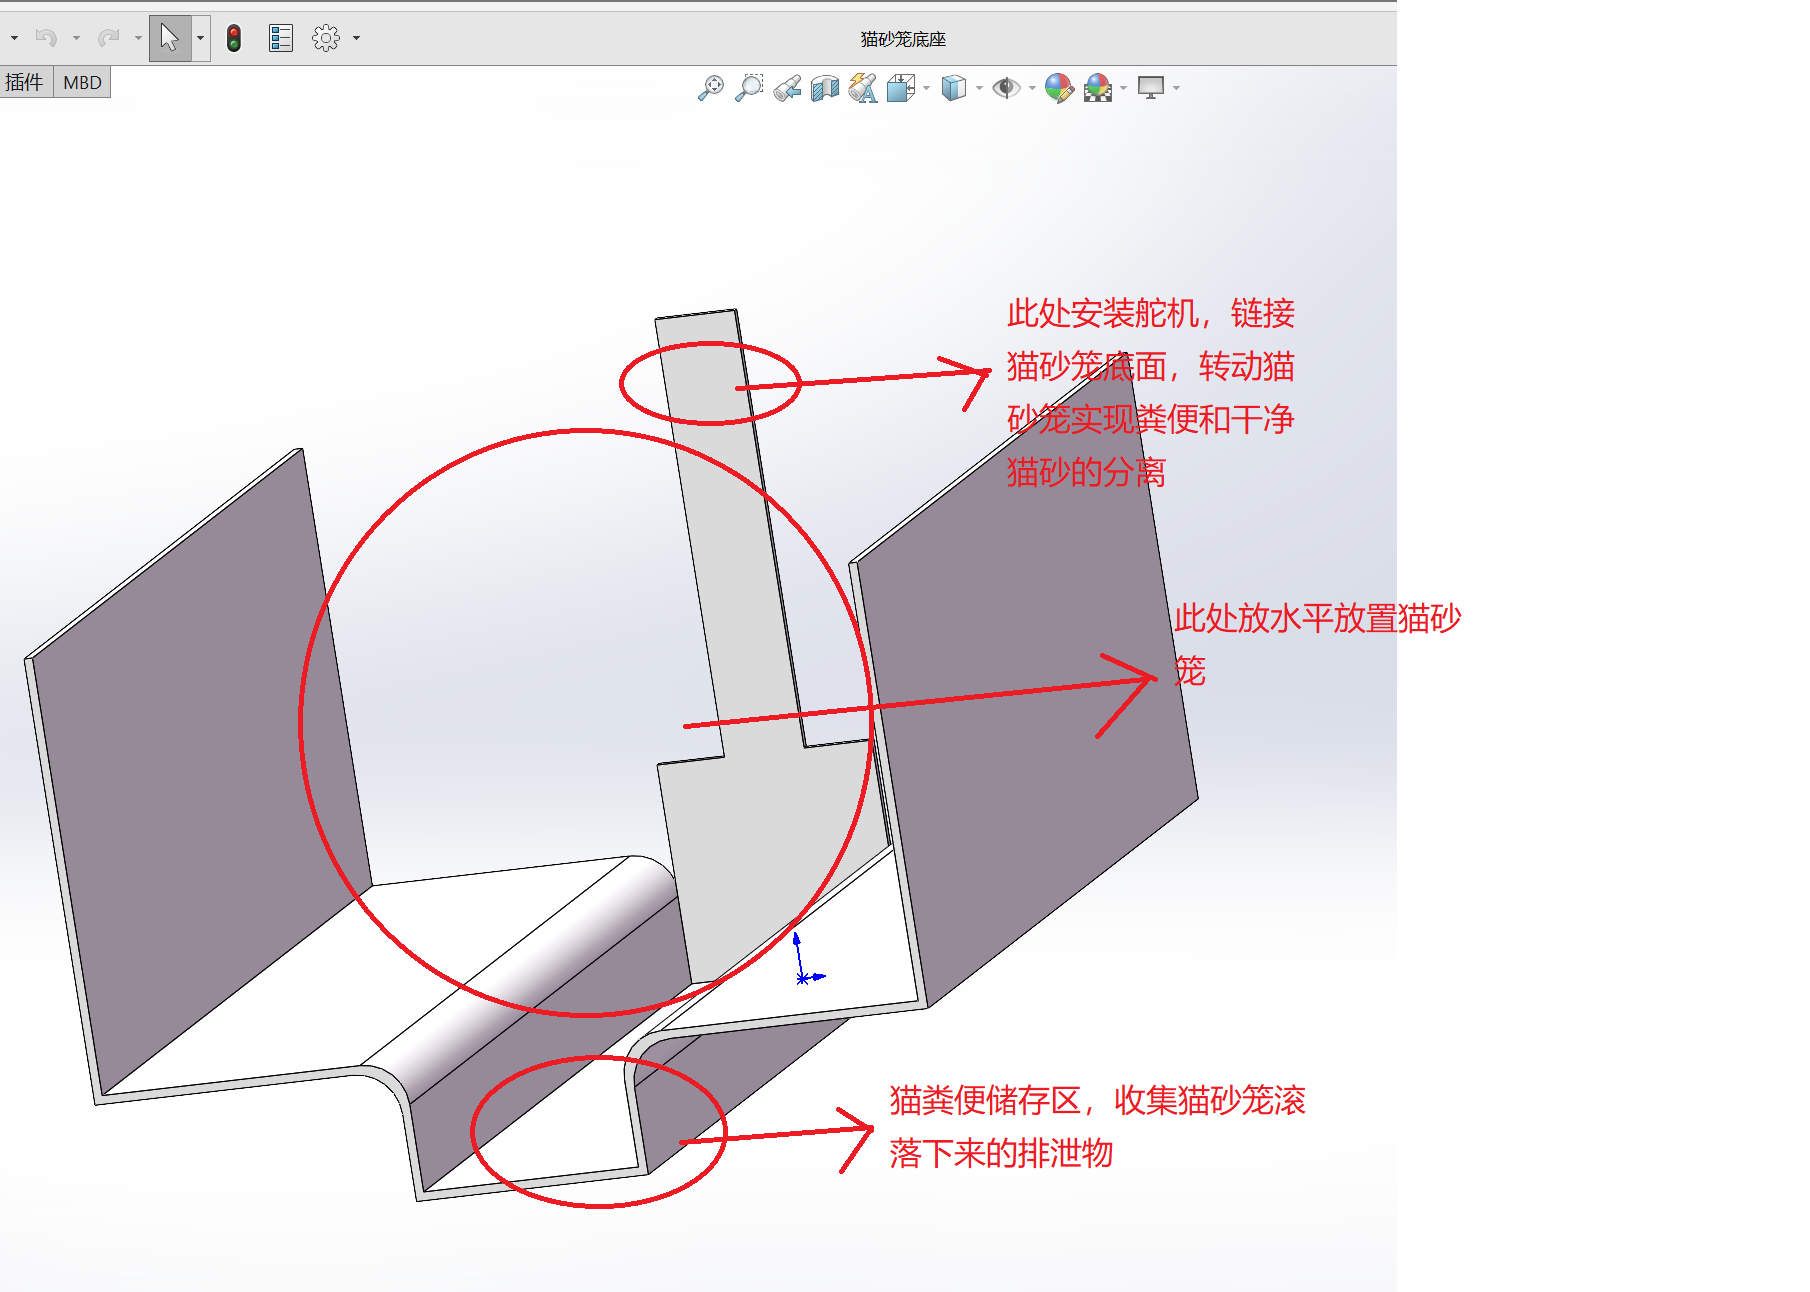 猫砂笼底座
插件 MBD
此处安装舵机，链接
猫砂笼底面，转动猫
砂笼实现粪便和干净
猫砂的分离
此处放水平放置猫砂
笼
猫粪便储存区，收集猫砂笼滚
落下来的排泄物